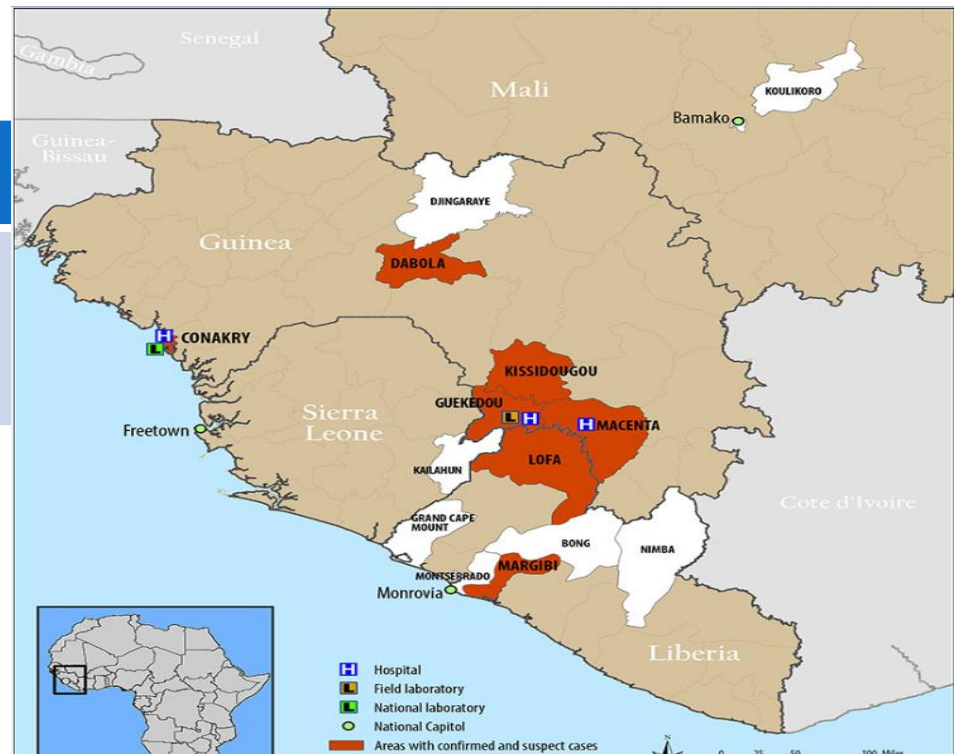 Senegal
Gambia
Mali
KOULIKORO
Bamako
Guinea-
Bissau
DJINGARAYE
Guinea
DABOLA
H
L
CONAKRY
KISSIDOUGOU
GUEKEDOU
L
H
H
MACENTA
Sierra
Leone
Freetown
LOFA
KAILAHUN
Cote d'Ivoire
GRAND CAPE
MOUNT
BONG
NIMBA
MARGIBI
MONTSERRADO
Monrovia
Liberia
H Hospital
L Field laboratory
L National laboratory
National Capitol
Areas with confirmed and suspect cases
0 25 50 100 Miles